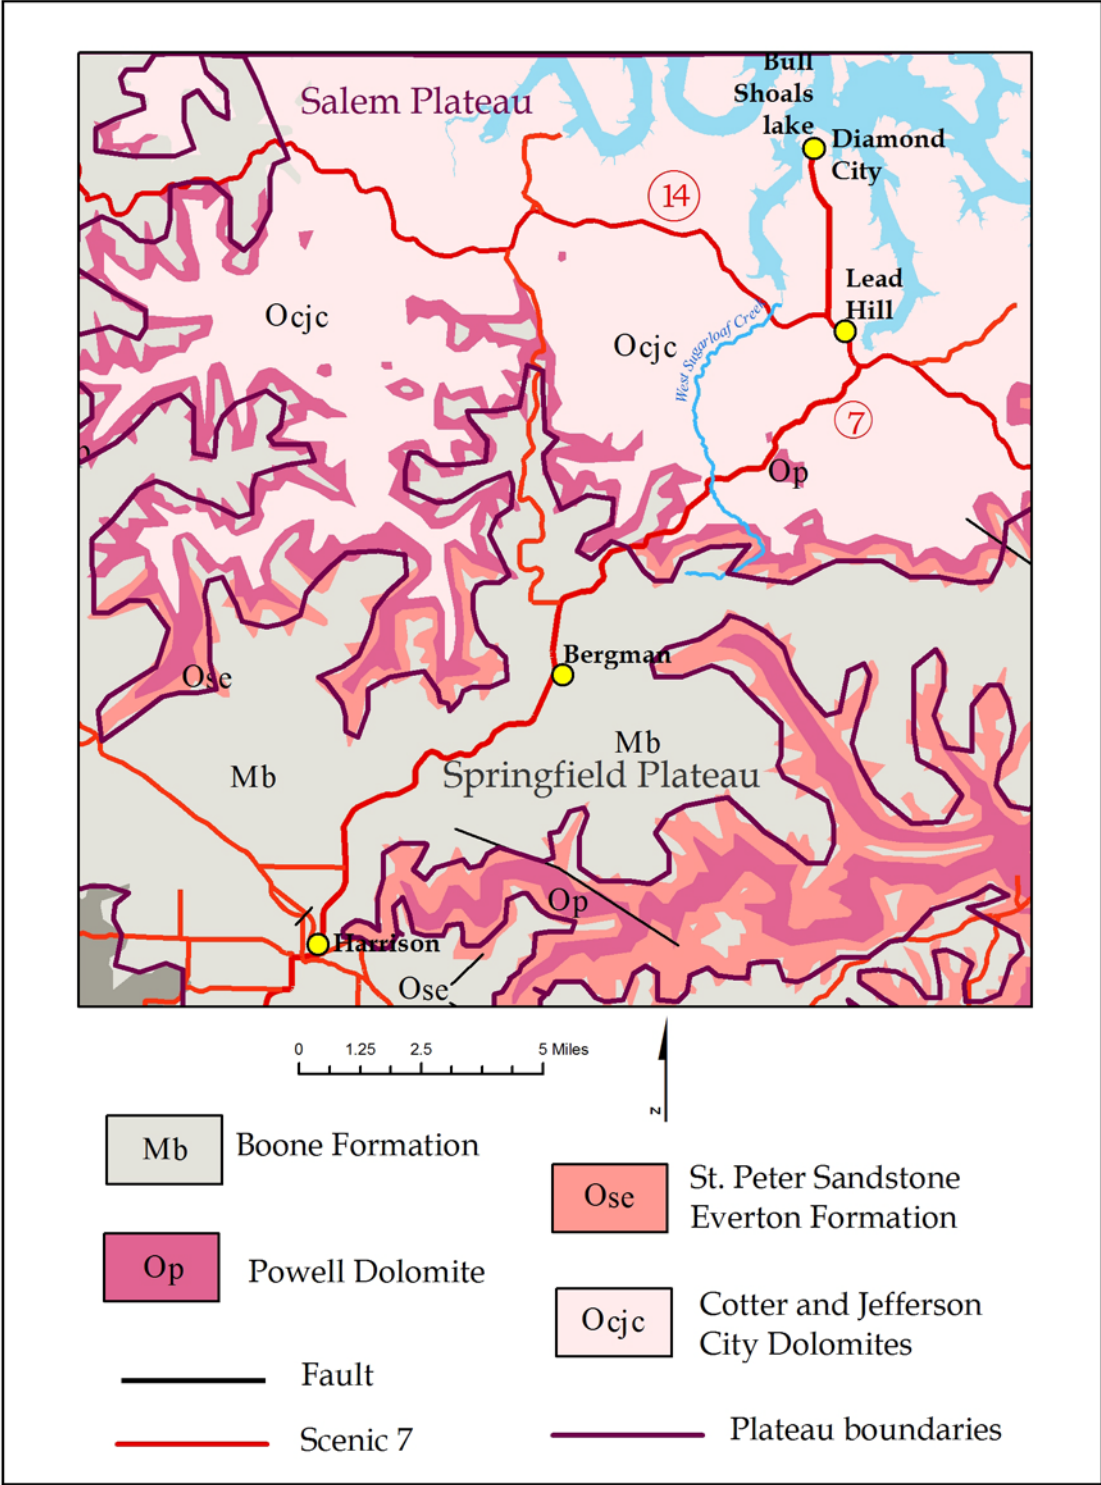 Bull
Shoals
lake
Salem Plateau
Diamond
City
14
Lead
Hill
Ocjc
Ocjc
West Sugarloaf Creek
7
Op
Bergman
Ose
Mb
Mb
Springfield Plateau
Op
Harrison
Ose
0 1.25 2.5 5 Miles
N
Mb Boone Formation
Ose St. Peter Sandstone
Everton Formation
Op Powell Dolomite
Ocjc Cotter and Jefferson
City Dolomites
Fault
Scenic 7
Plateau boundaries